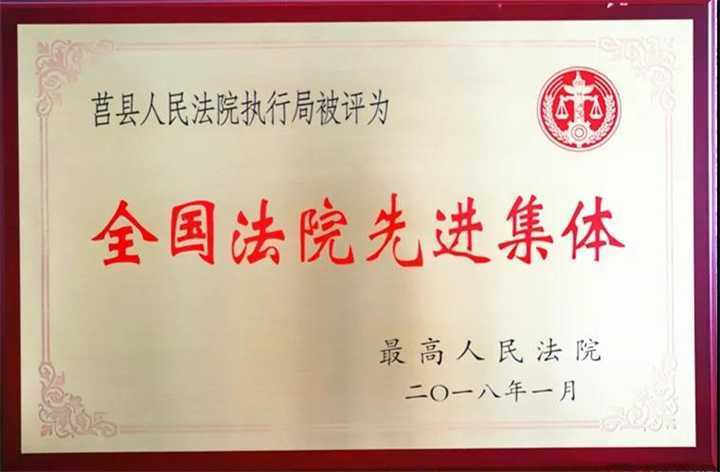 莒县人民法院执行局被评为
全国法院先进集体
最高人民法院
二〇一八年一月